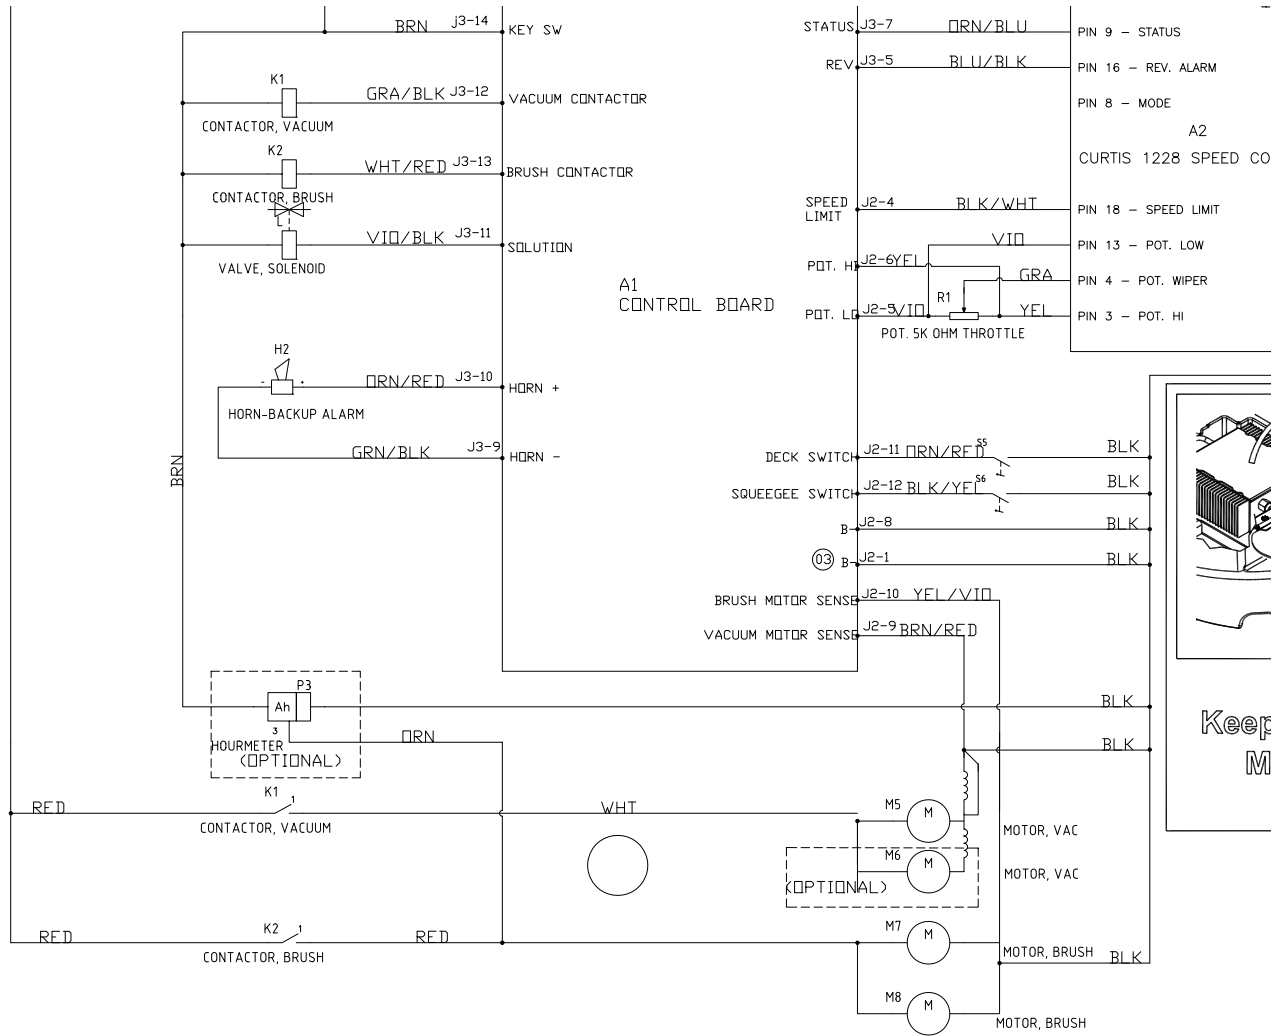 BRN J3-14 KEY SW
STATUS J3-7 ORN/BLU PIN 9 - STATUS
REV J3-5 BLU/BLK PIN 16 - REV. ALARM
K1
GRA/BLK J3-12 VACUUM CONTACTOR
PIN 8 - MODE
CONTACTOR, VACUUM
A2
K2
CURTIS 1228 SPEED CO
WHT/RED J3-13 BRUSH CONTACTOR
CONTACTOR, BRUSH
SPEED
LIMIT
J2-4 BLK/WHT PIN 18 - SPEED LIMIT
VIO/BLK J3-11 SOLUTION
VIO PIN 13 - POT. LOW
VALVE, SOLENOID
POT. HI J2-6 YEL
GRA PIN 4 - POT. WIPER
A1
CONTROL BOARD
R1
POT. LO J2-5 VIO YEL PIN 3 - POT. HI
POT. 5K OHM THROTTLE
H2
- + ORN/RED J3-10 HORN +
HORN-BACKUP ALARM
GRN/BLK J3-9 HORN -
BRN
DECK SWITCH J2-11 ORN/RED S5 BLK
SQUEEGEE SWITCH J2-12 BLK/YEL S6 BLK
B- J2-8 BLK
03 B- J2-1 BLK
BRUSH MOTOR SENSE J2-10 YEL/VIO
VACUUM MOTOR SENSE J2-9 BRN/RED
P3
Ah
3
BLK
HOURMETER
(OPTIONAL)
ORN
BLK
Keep
M
K1
RED 1 WHT
CONTACTOR, VACUUM
M5 M MOTOR, VAC
M6 M MOTOR, VAC
(OPTIONAL)
K2
RED 1 RED
CONTACTOR, BRUSH
M7 M MOTOR, BRUSH BLK
M8 M MOTOR, BRUSH